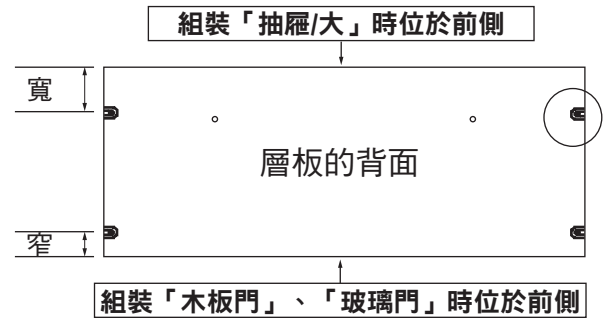 組裝「抽屜/大」時位於前側
寬
層板的背面
窄
組裝「木板門」、「玻璃門」時位於前側